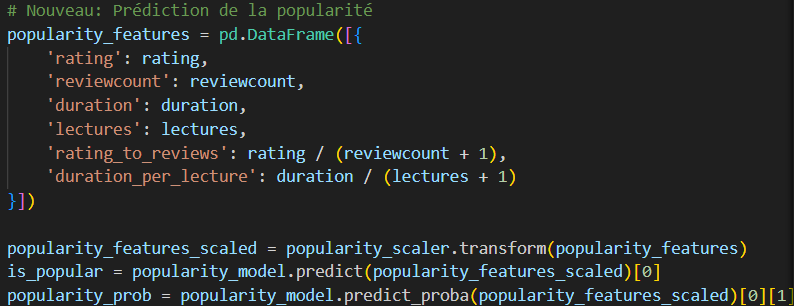 # Nouveau: Prédiction de la popularité
popularity_features = pd.DataFrame([{
    'rating': rating,
    'reviewcount': reviewcount,
    'duration': duration,
    'lectures': lectures,
    'rating_to_reviews': rating / (reviewcount + 1),
    'duration_per_lecture': duration / (lectures + 1)
}])

popularity_features_scaled = popularity_scaler.transform(popularity_features)
is_popular = popularity_model.predict(popularity_features_scaled)[0]
popularity_prob = popularity_model.predict_proba(popularity_features_scaled)[0][1]